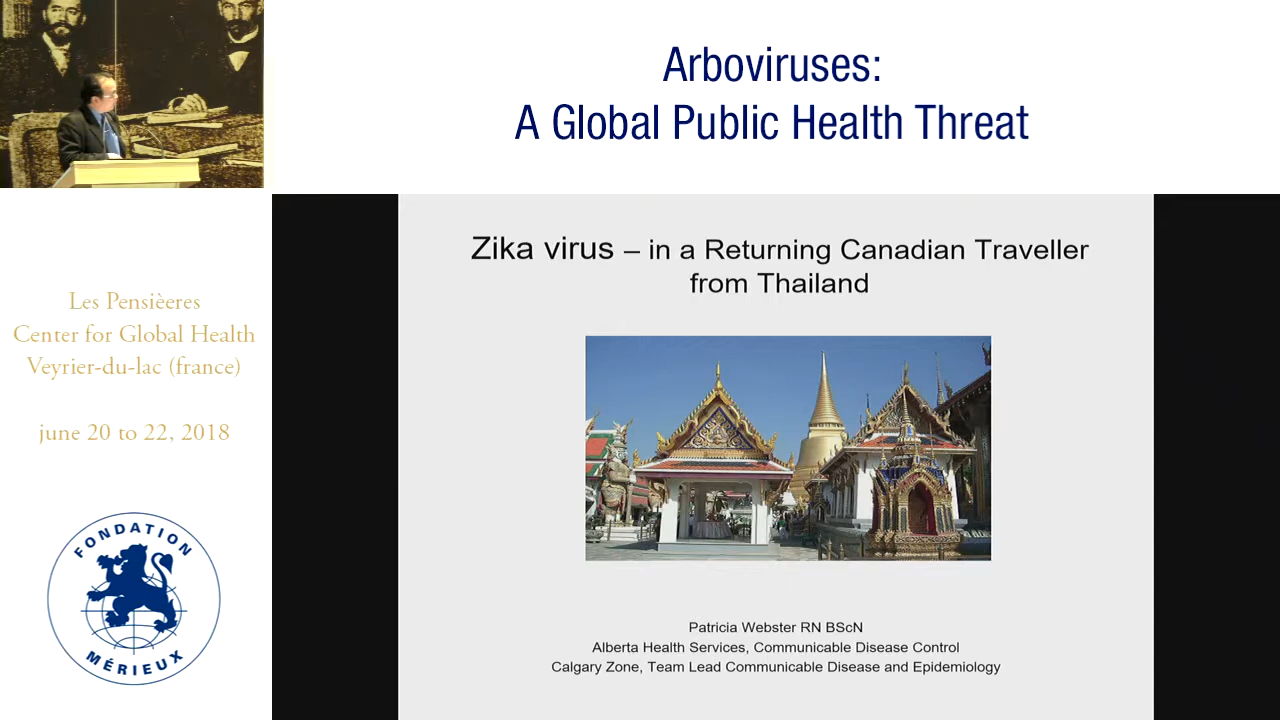 Arboviruses:
A Global Public Health Threat
Les Pensièeres
Center for Global Health
Veyrier-du-lac (france)
june 20 to 22, 2018
FONDATION
MÉRIEUX
Zika virus – in a Returning Canadian Traveller
from Thailand
Patricia Webster RN BScN
Alberta Health Services, Communicable Disease Control
Calgary Zone, Team Lead Communicable Disease and Epidemiology